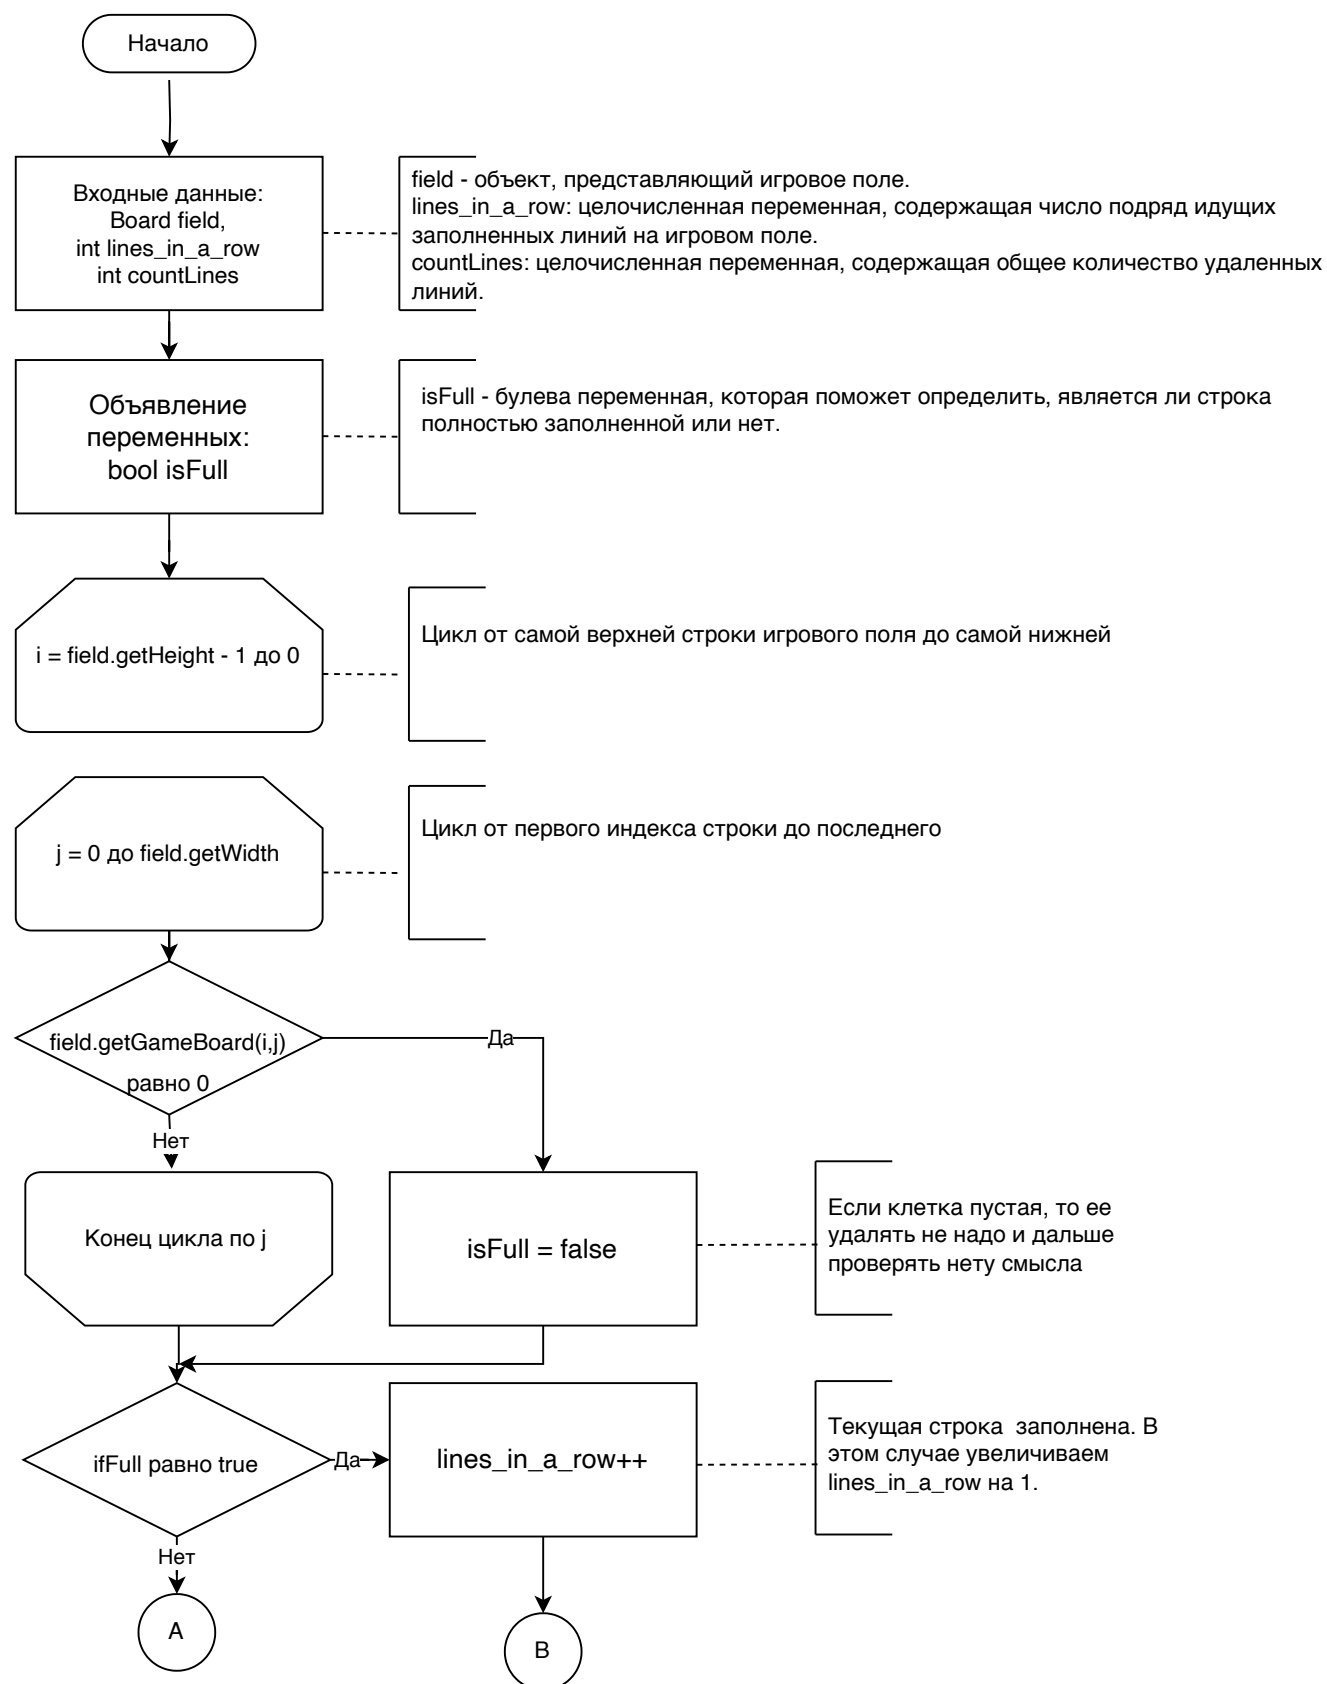 Начало
Входные данные:
Board field,
int lines_in_a_row
int countLines
field - объект, представляющий игровое поле.
lines_in_a_row: целочисленная переменная, содержащая число подряд идущих
заполненных линий на игровом поле.
countLines: целочисленная переменная, содержащая общее количество удаленных
линий.
Объявление
переменных:
bool isFull
isFull - булева переменная, которая поможет определить, является ли строка
полностью заполненной или нет.
i = field.getHeight - 1 до 0
Цикл от самой верхней строки игрового поля до самой нижней
j = 0 до field.getWidth
Цикл от первого индекса строки до последнего
field.getGameBoard(i,j)
равно 0
Да
Нет
Конец цикла по j
isFull = false
Если клетка пустая, то ее
удалять не надо и дальше
проверять нету смысла
ifFull равно true
Да
lines_in_a_row++
Текущая строка  заполнена. В
этом случае увеличиваем
lines_in_a_row на 1.
Нет
A
B